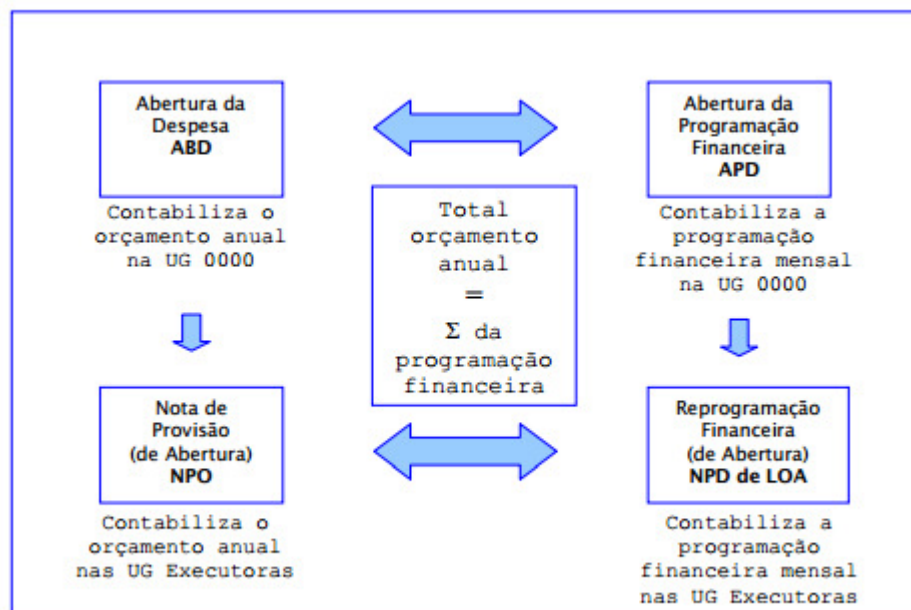 Abertura da
Despesa
ABD
Contabiliza o
orçamento anual
na UG 0000
Abertura da
Programação
Financeira
APD
Contabiliza a
programação
financeira mensal
na UG 0000
Total
orçamento
anual
=
Σ da
programação
financeira
Nota de
Provisão
(de Abertura)
NPO
Contabiliza o
orçamento anual
nas UG Executoras
Reprogramação
Financeira
(de Abertura)
NPD de LOA
Contabiliza a
programação
financeira mensal
nas UG Executoras